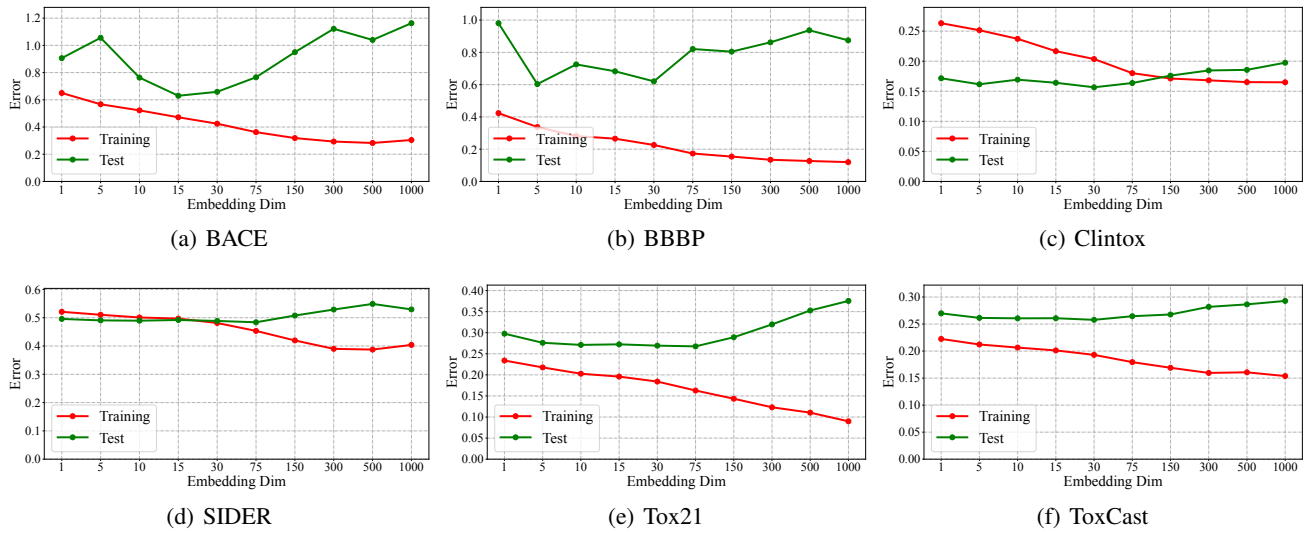 1.2
1.0
0.8
0.6
0.4
0.2
0.0
Error
Training
Test
1 5 10 15 30 75 150 300 500 1000
Embedding Dim
(a) BACE
1.0
0.8
0.6
0.4
0.2
0.0
Error
Training
Test
1 5 10 15 30 75 150 300 500 1000
Embedding Dim
(b) BBBP
0.25
0.20
0.15
0.10
0.05
0.00
Error
Training
Test
1 5 10 15 30 75 150 300 500 1000
Embedding Dim
(c) Clintox
0.6
0.5
0.4
0.3
0.2
0.1
0.0
Error
Training
Test
1 5 10 15 30 75 150 300 500 1000
Embedding Dim
(d) SIDER
0.40
0.35
0.30
0.25
0.20
0.15
0.10
0.05
0.00
Error
Training
Test
1 5 10 15 30 75 150 300 500 1000
Embedding Dim
(e) Tox21
0.30
0.25
0.20
0.15
0.10
0.05
0.00
Error
Training
Test
1 5 10 15 30 75 150 300 500 1000
Embedding Dim
(f) ToxCast